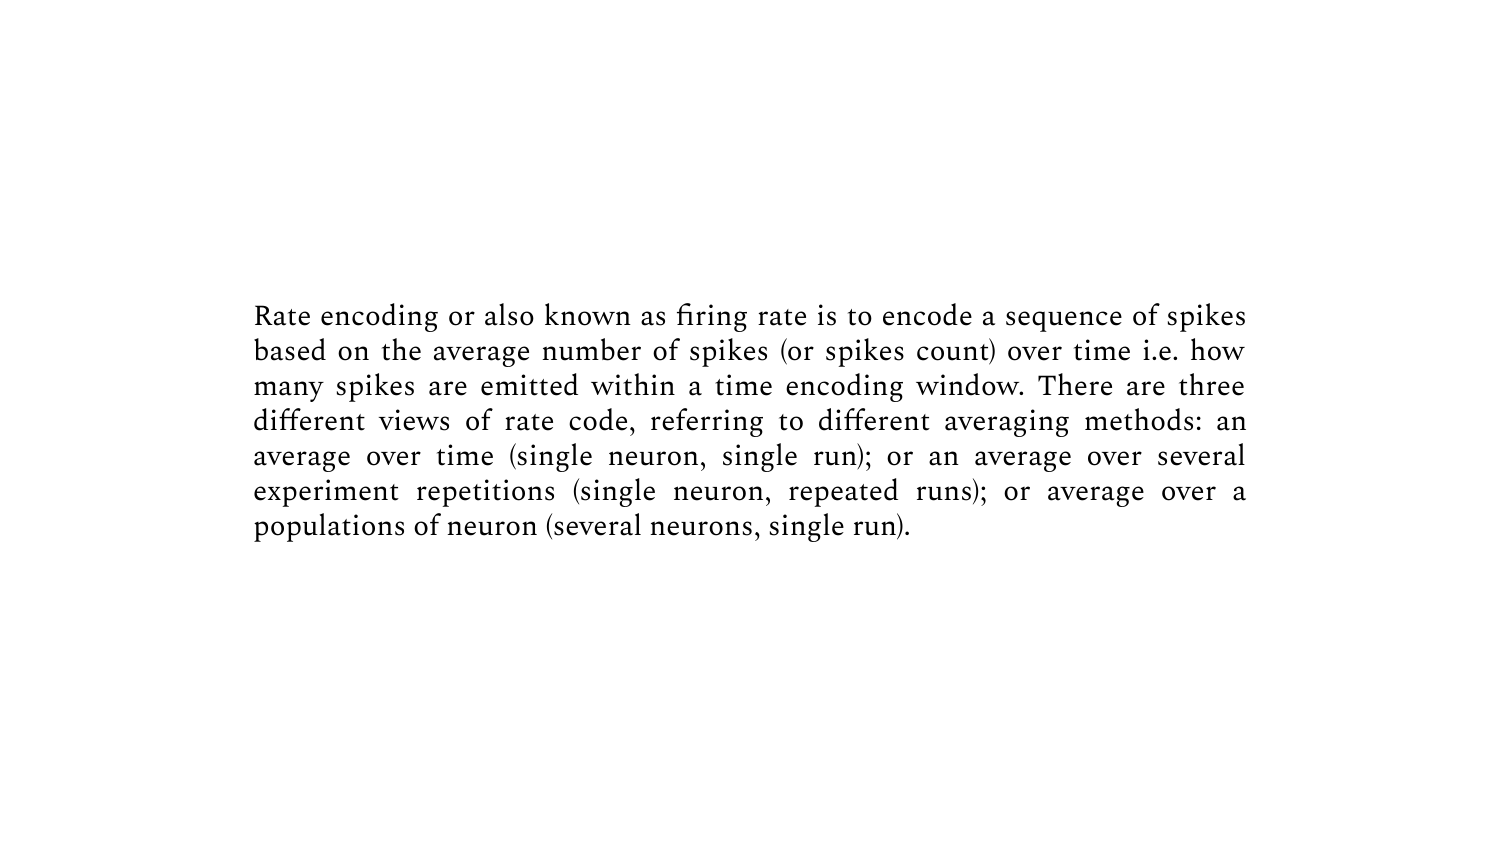 Rate encoding or also known as firing rate is to encode a sequence of spikes
based on the average number of spikes (or spikes count) over time i.e. how
many spikes are emitted within a time encoding window. There are three
different views of rate code, referring to different averaging methods: an
average over time (single neuron, single run); or an average over several
experiment repetitions (single neuron, repeated runs); or average over a
populations of neuron (several neurons, single run).